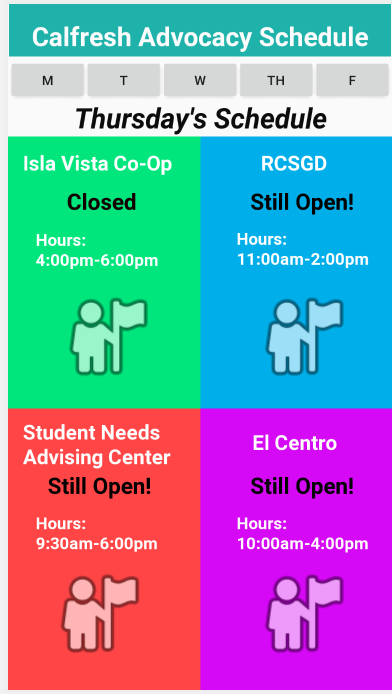 Calfresh Advocacy Schedule
M T W TH F
Thursday's Schedule
Isla Vista Co-Op
Closed
Hours:
4:00pm-6:00pm
RCSGD
Still Open!
Hours:
11:00am-2:00pm
Student Needs
Advising Center
Still Open!
Hours:
9:30am-6:00pm
El Centro
Still Open!
Hours:
10:00am-4:00pm